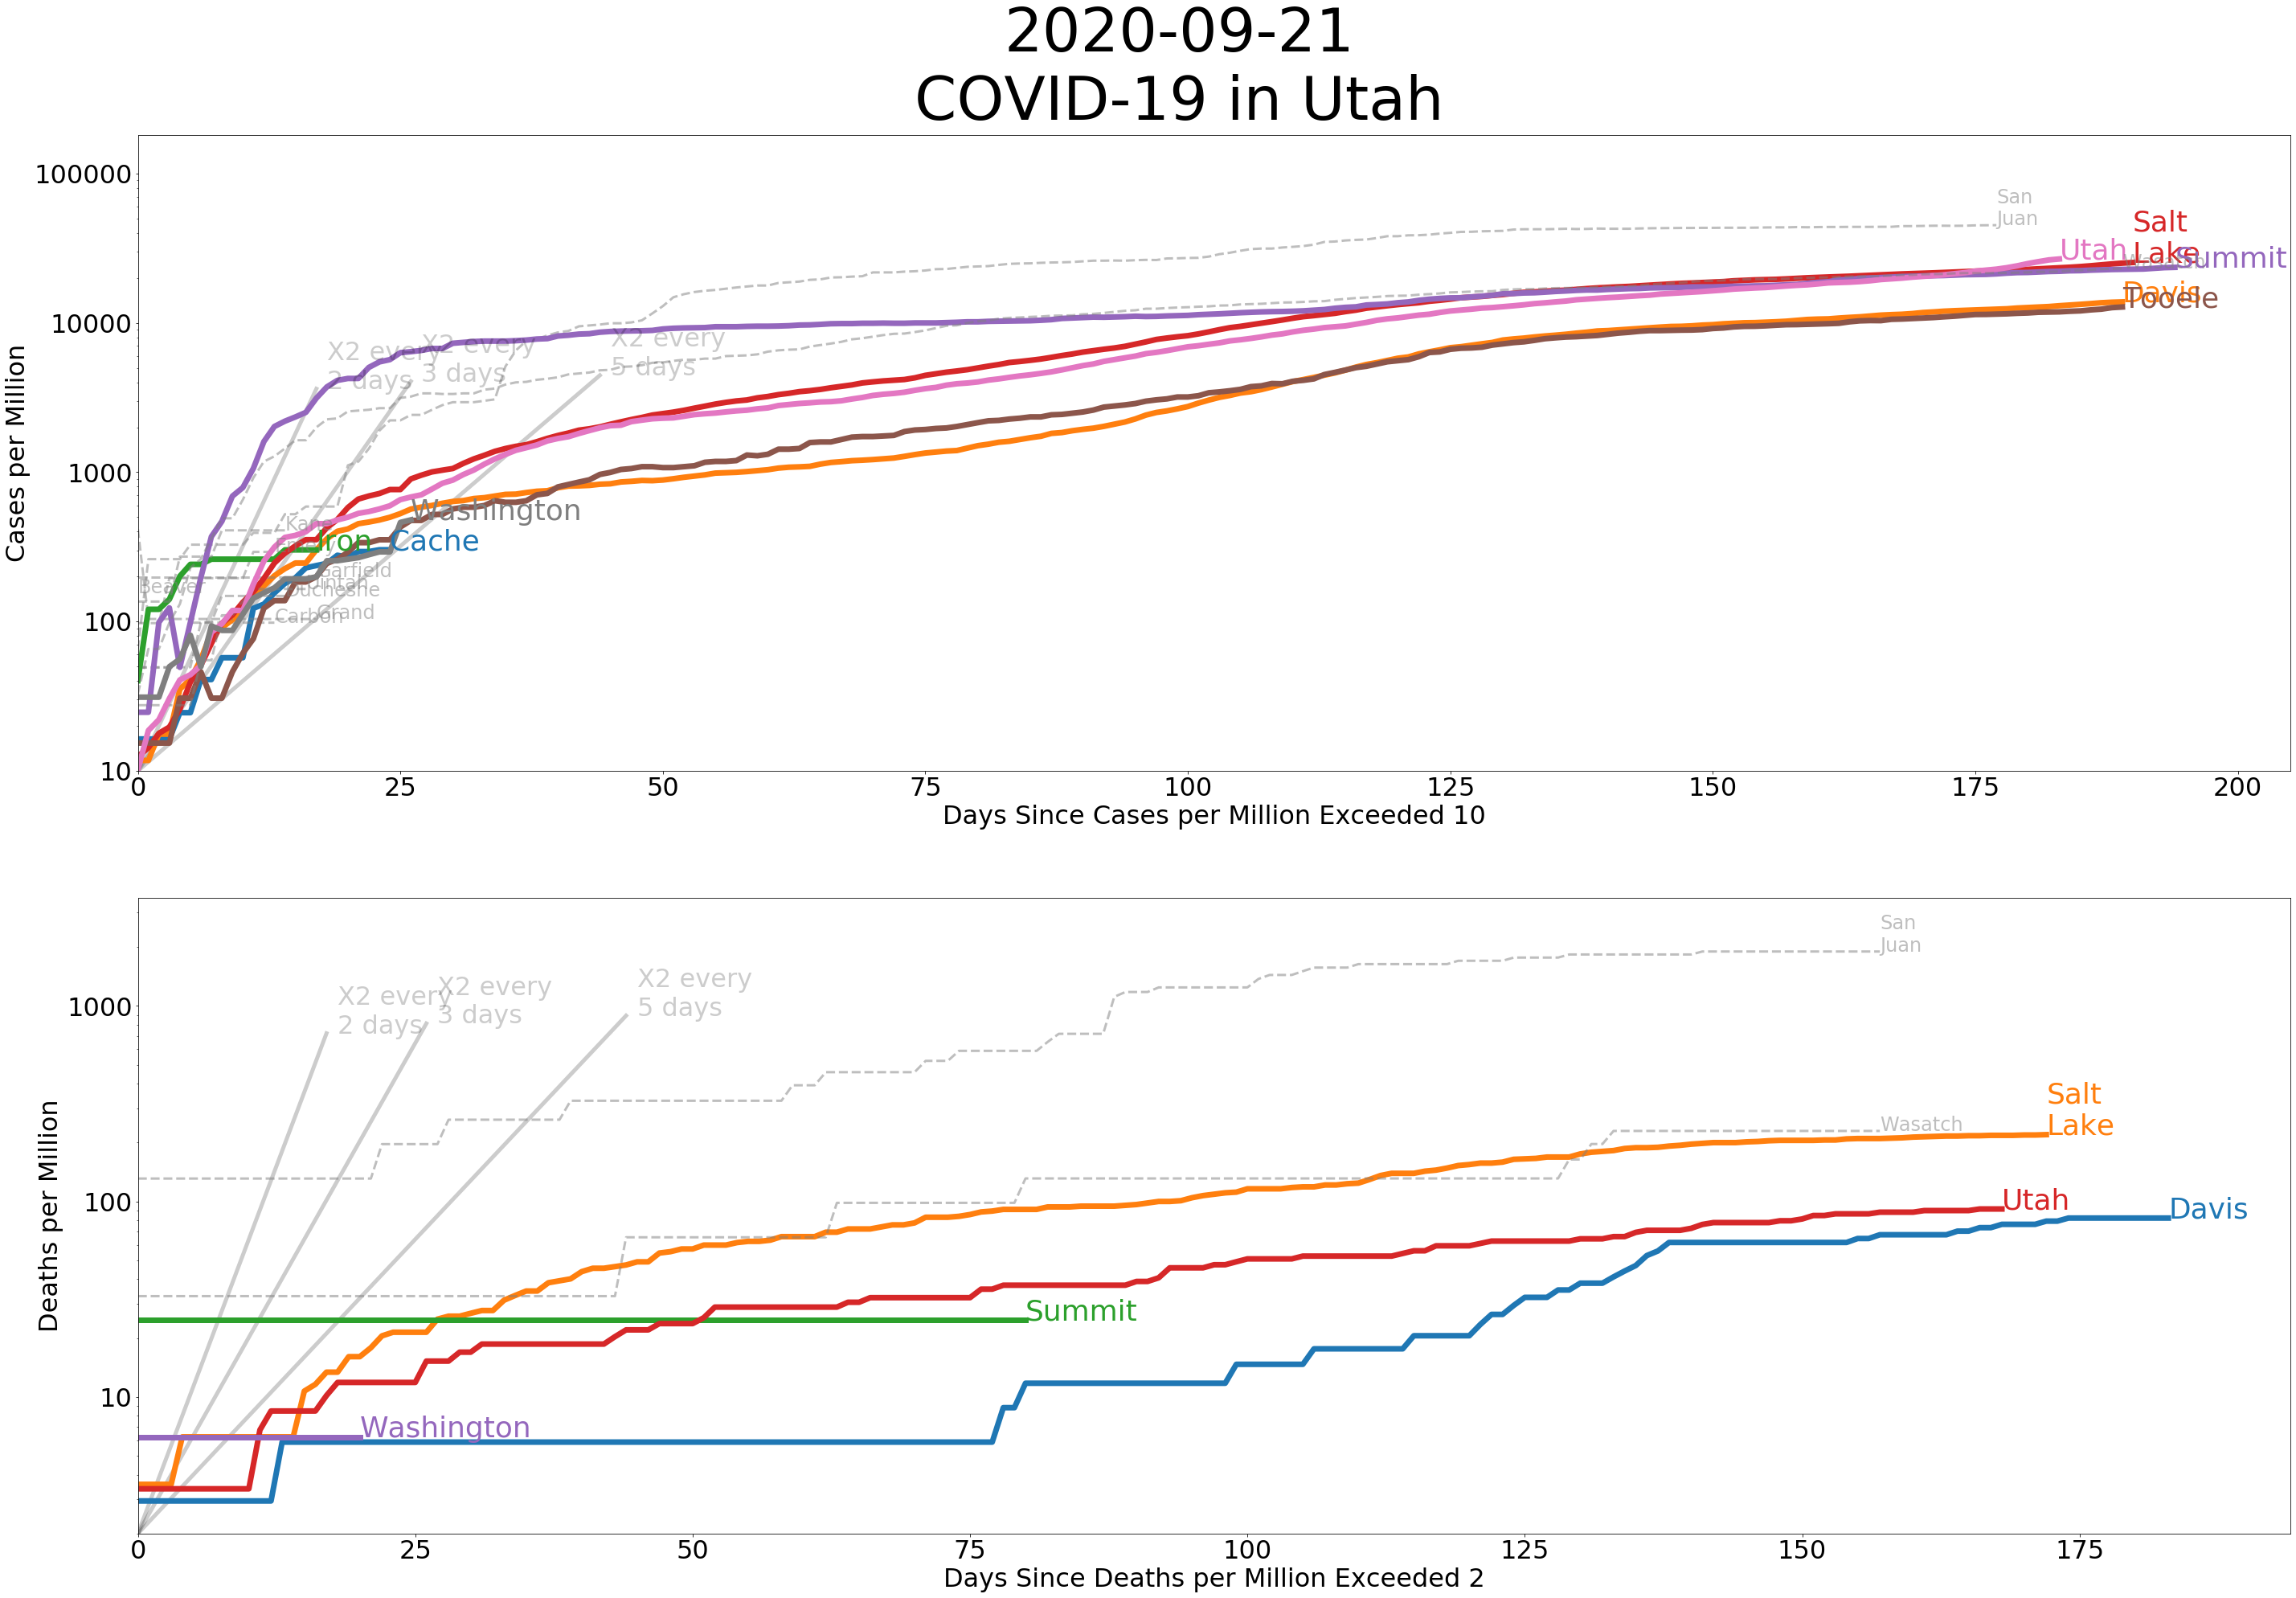 2020-09-21
COVID-19 in Utah
100000
10000
1000
100
10
Cases per Million
San
Juan
Salt
Lake
Utah
Summit
Wasatch
Davis
Tooele
X2 every
2 days
X2 every
3 days
X2 every
5 days
Washington
Kane
Iron
Cache
Garfield
Beaver
Uintah
Duchesne
Grand
Carbon
0
25
50
75
100
125
150
175
200
Days Since Cases per Million Exceeded 10
1000
100
10
Deaths per Million
San
Juan
X2 every
2 days
X2 every
3 days
X2 every
5 days
Salt
Lake
Wasatch
Utah
Davis
Summit
Washington
0
25
50
75
100
125
150
175
Days Since Deaths per Million Exceeded 2